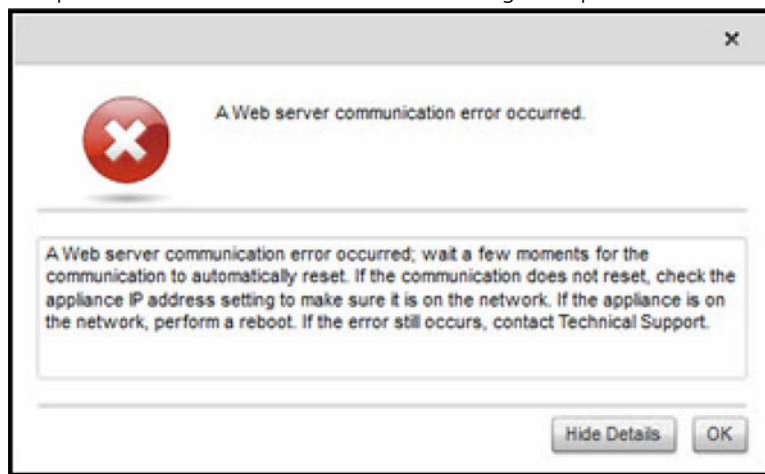 A Web server communication error occurred.
A Web server communication error occurred; wait a few moments for the
communication to automatically reset. If the communication does not reset, check the
appliance IP address setting to make sure it is on the network. If the appliance is on
the network, perform a reboot. If the error still occurs, contact Technical Support.
Hide Details OK